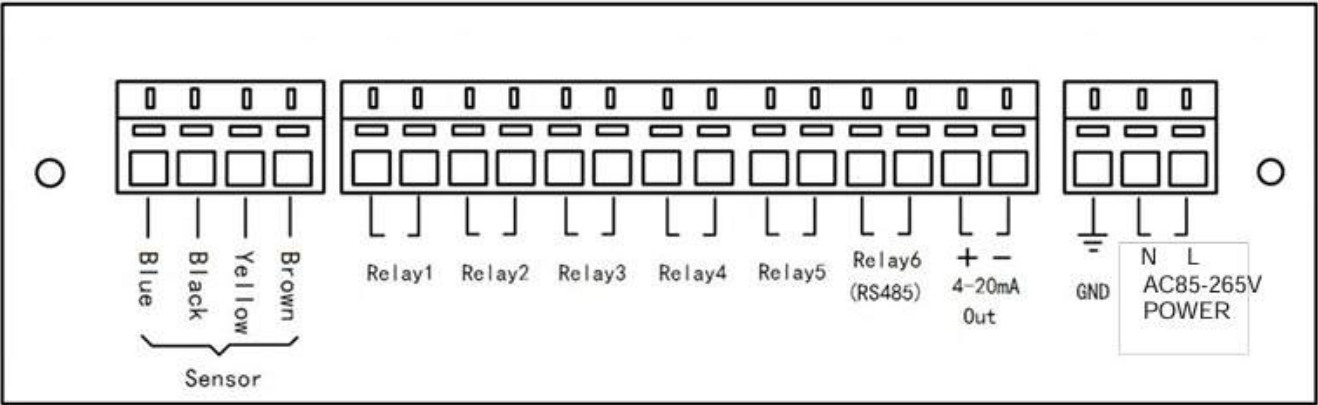 Blue
Black
Yellow
Brown
Sensor
Relay1
Relay2
Relay3
Relay4
Relay5
Relay6
(RS485)
+ −
4-20mA
Out
GND
N L
AC85-265V
POWER